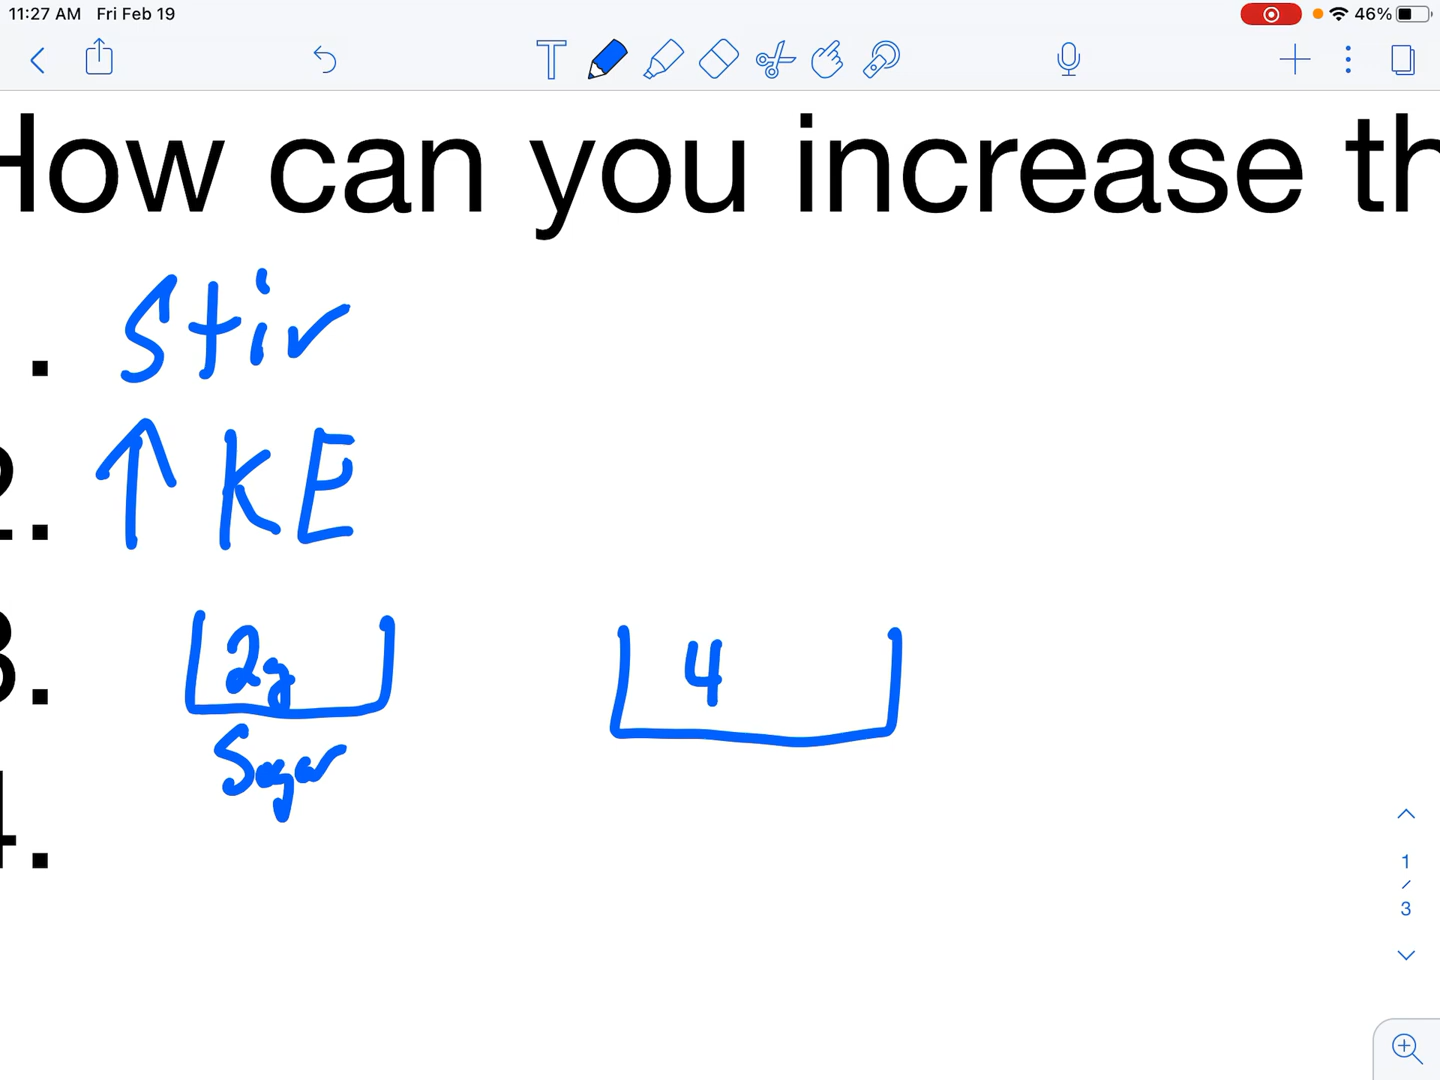 11:27 AM Fri Feb 19 46%
How can you increase th
. Stir
2. ↑ KE
3. 2g 4
Sugar
4.
1
/
3